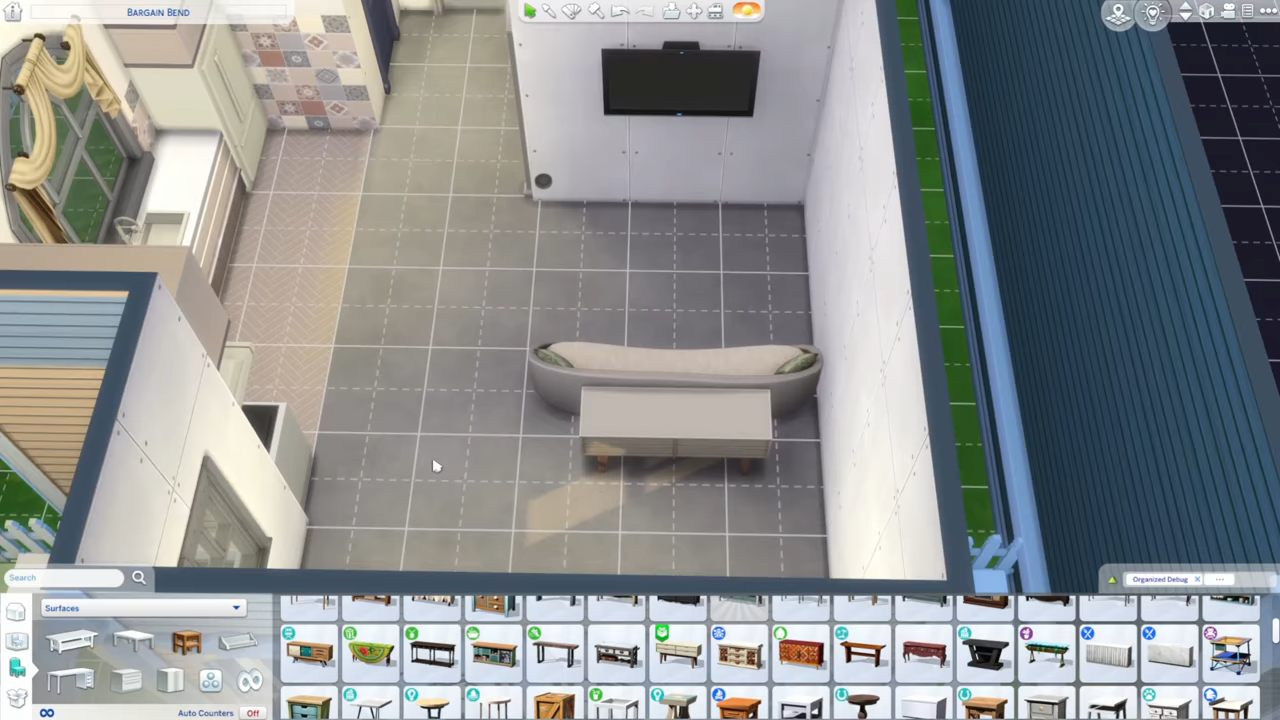 BARGAIN BEND
Search
Organized Debug
Surfaces
Auto Counters
Off